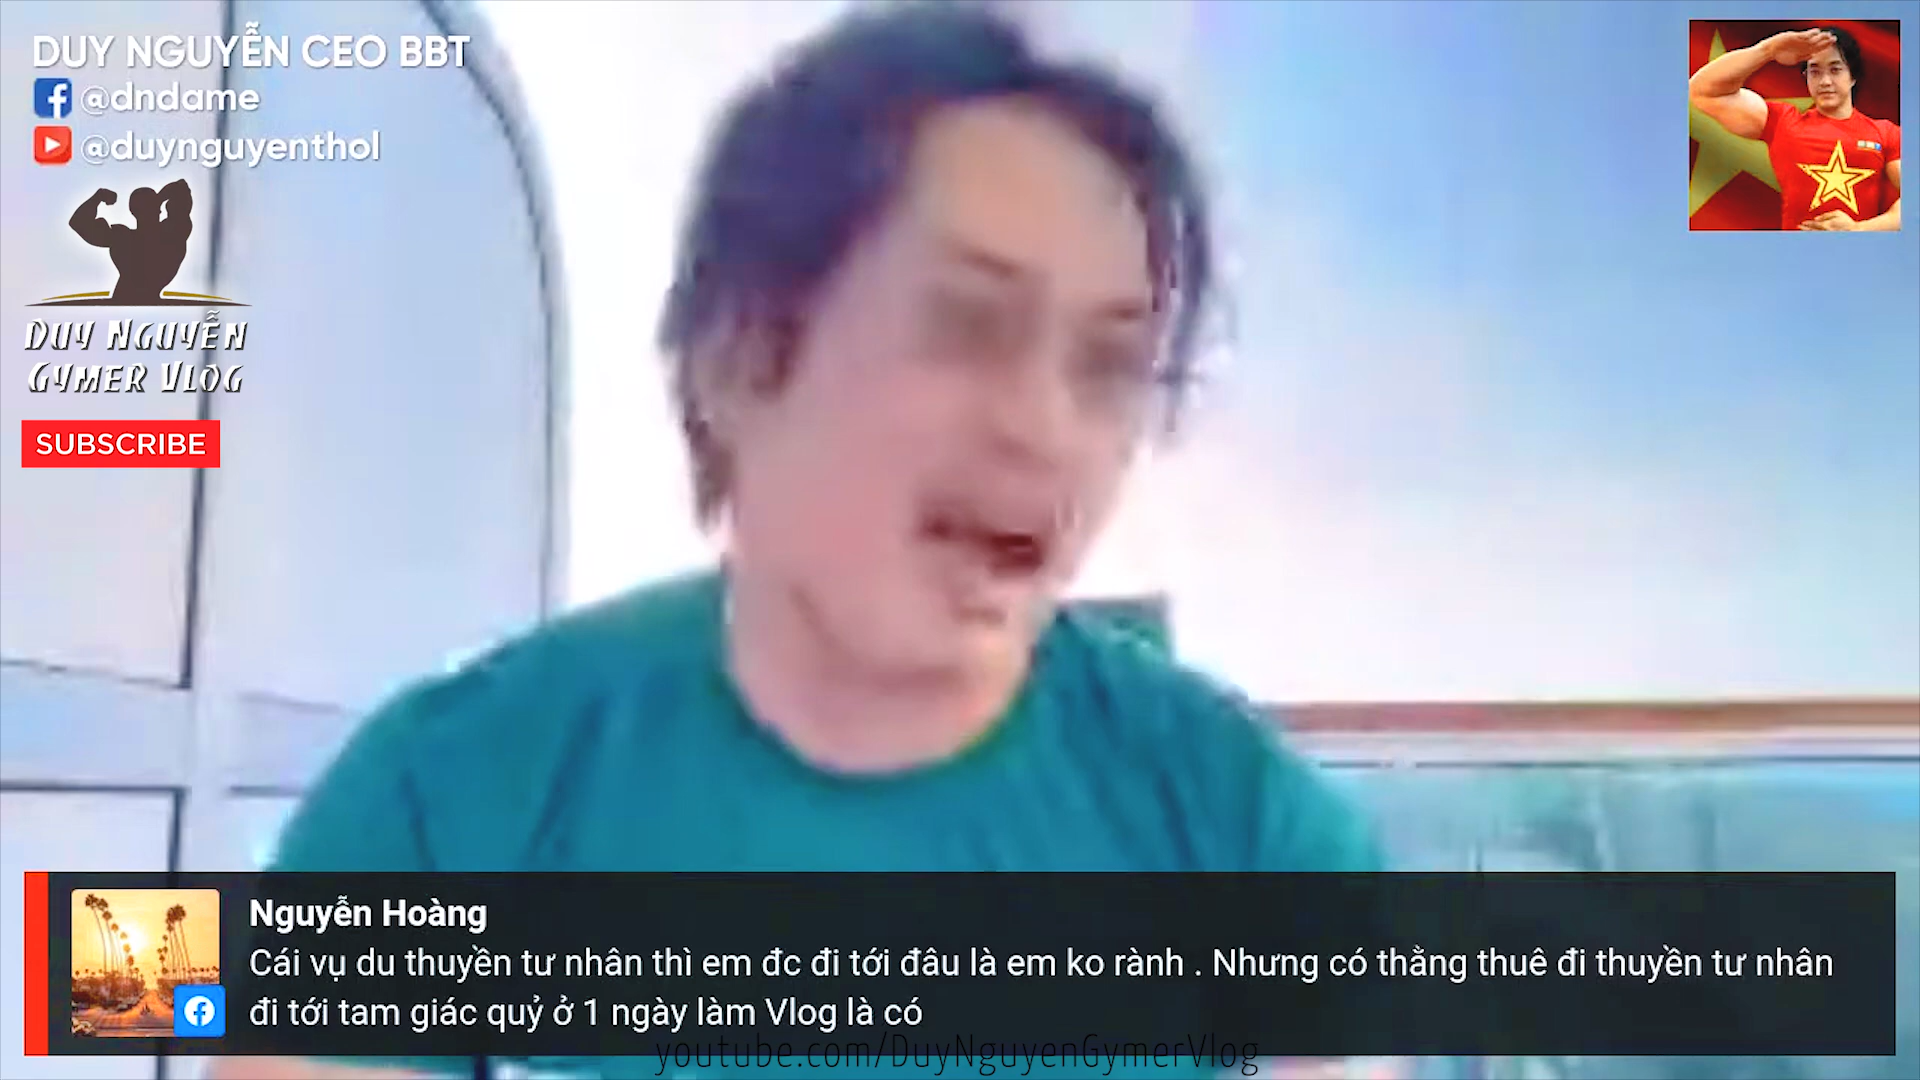 DUY NGUYỄN CEO BBT
@dndame
@duynguyenthol
DUY NGUYỄN
GYMER VLOG
SUBSCRIBE
Nguyễn Hoàng
Cái vụ du thuyền tư nhân thì em đc đi tới đâu là em ko rành . Nhưng có thằng thuê đi thuyền tư nhân
đi tới tam giác quỷ ở 1 ngày làm Vlog là có
youtube.com/DuyNguyenGymerVlog